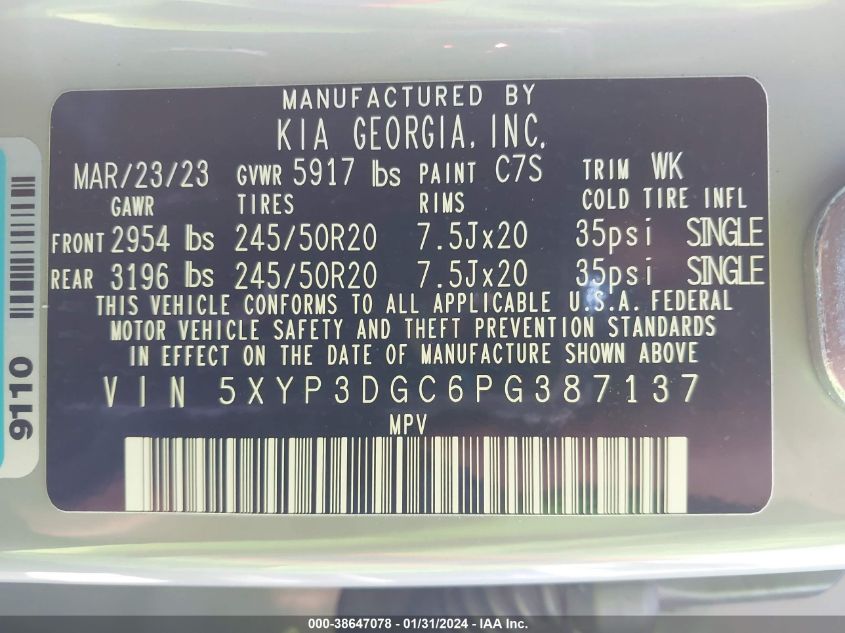 MANUFACTURED BY
KIA GEORGIA, INC.
MAR/23/23 GVWR 5917 lbs PAINT C7S TRIM WK
GAWR TIRES RIMS COLD TIRE INFL
FRONT 2954 lbs 245/50R20 7.5Jx20 35psi SINGLE
REAR 3196 lbs 245/50R20 7.5Jx20 35psi SINGLE
THIS VEHICLE CONFORMS TO ALL APPLICABLE U.S.A. FEDERAL
MOTOR VEHICLE SAFETY AND THEFT PREVENTION STANDARDS
IN EFFECT ON THE DATE OF MANUFACTURE SHOWN ABOVE
VIN 5XYP3DGC6PG387137
MPV
9110
000-38647078 - 01/31/2024 - IAA Inc.